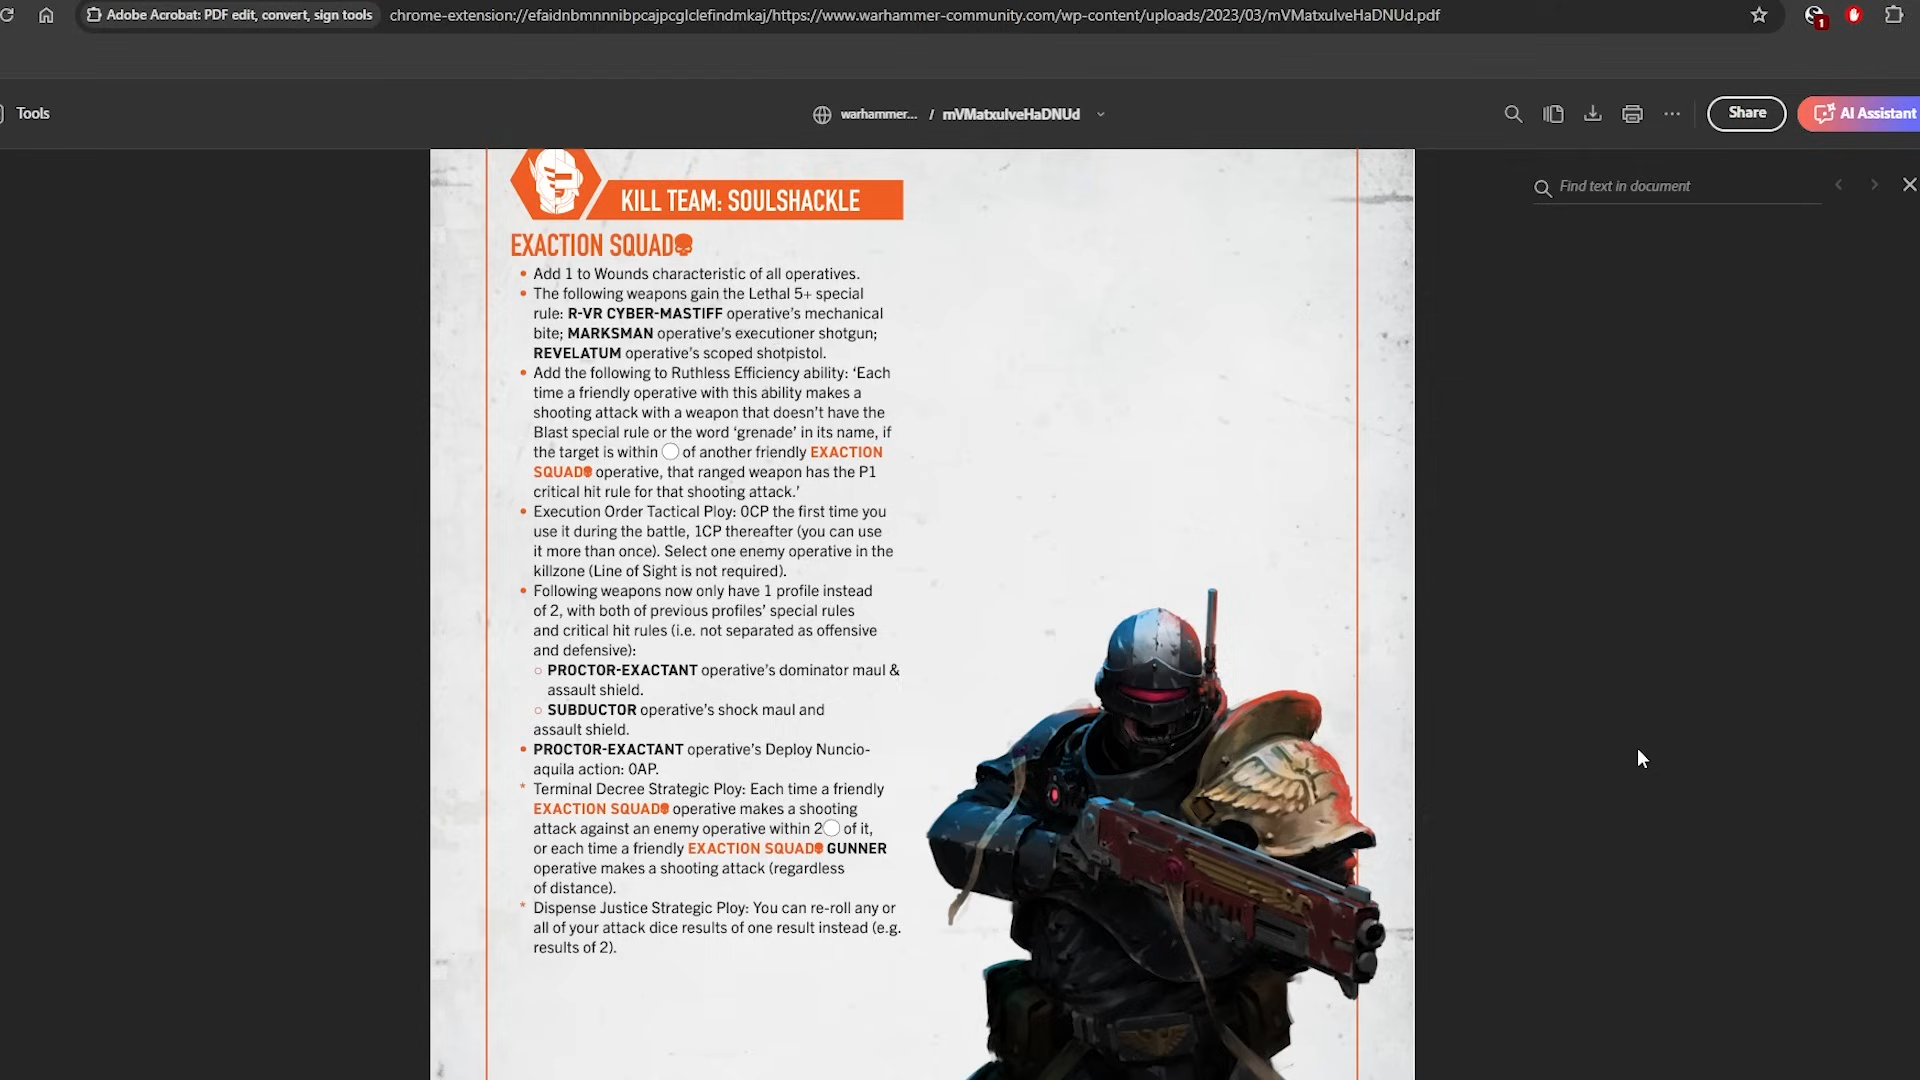 Adobe Acrobat: PDF edit, convert, sign tools
chrome-extension://efaidnbmnnnibpcajpcglclefindmkaj/https://www.warhammer-community.com/wp-content/uploads/2023/03/mVMatxulveHaDNUd.pdf
1
Tools
warhammer... / mVMatxulveHaDNUd
Share
AI Assistant
Find text in document
KILL TEAM: SOULSHACKLE
EXACTION SQUAD
• Add 1 to Wounds characteristic of all operatives.
• The following weapons gain the Lethal 5+ special
rule: R-VR CYBER-MASTIFF operative's mechanical
bite; MARKSMAN operative's executioner shotgun;
REVELATUM operative's scoped shotpistol.
• Add the following to Ruthless Efficiency ability: ‘Each
time a friendly operative with this ability makes a
shooting attack with a weapon that doesn't have the
Blast special rule or the word ‘grenade’ in its name, if
the target is within of another friendly EXACTION
SQUAD operative, that ranged weapon has the P1
critical hit rule for that shooting attack.’
• Execution Order Tactical Ploy: 0CP the first time you
use it during the battle, 1CP thereafter (you can use
it more than once). Select one enemy operative in the
killzone (Line of Sight is not required).
• Following weapons now only have 1 profile instead
of 2, with both of previous profiles’ special rules
and critical hit rules (i.e. not separated as offensive
and defensive):
○ PROCTOR-EXACTANT operative's dominator maul &
assault shield.
○ SUBDUCTOR operative's shock maul and
assault shield.
• PROCTOR-EXACTANT operative's Deploy Nuncio-
aquila action: 0AP.
* Terminal Decree Strategic Ploy: Each time a friendly
EXACTION SQUAD operative makes a shooting
attack against an enemy operative within 2 of it,
or each time a friendly EXACTION SQUAD GUNNER
operative makes a shooting attack (regardless
of distance).
* Dispense Justice Strategic Ploy: You can re-roll any or
all of your attack dice results of one result instead (e.g.
results of 2).